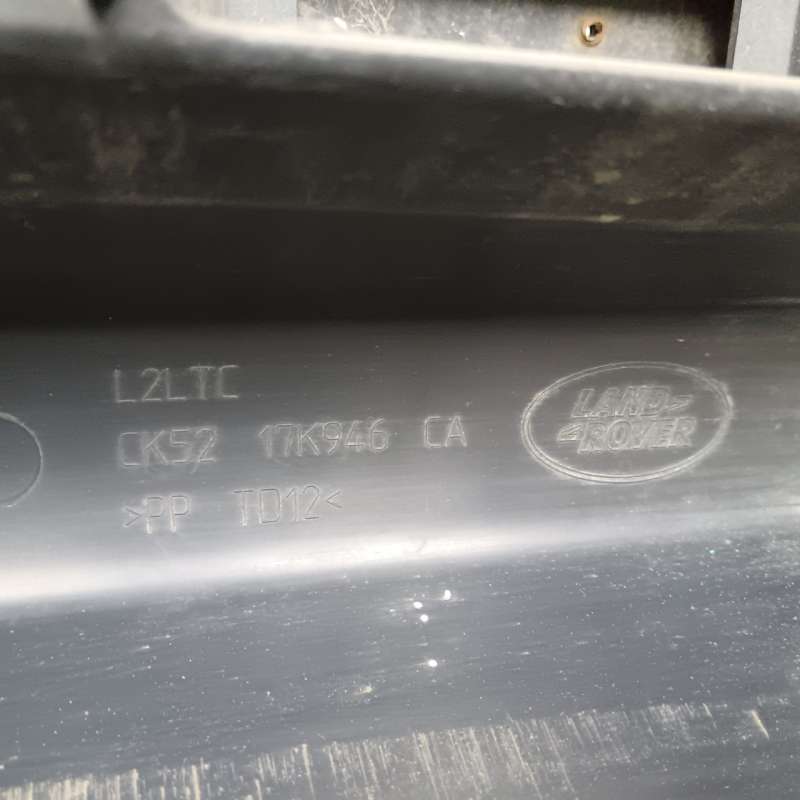 L2LTC
CK52 17K946 CA
>PP TD12<
LAND
ROVER